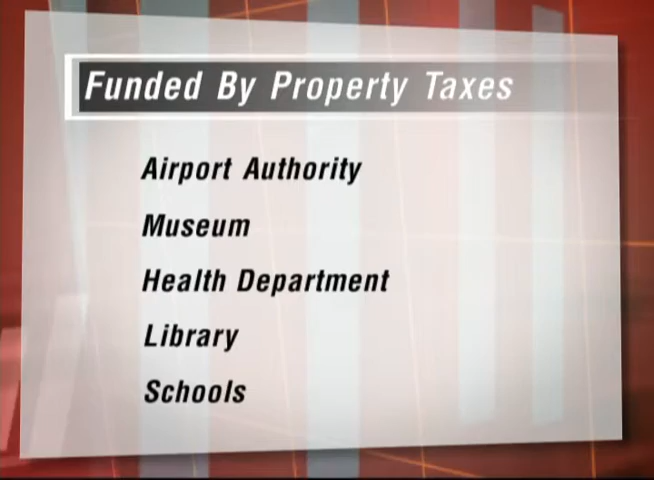 Funded By Property Taxes
Airport Authority
Museum
Health Department
Library
Schools